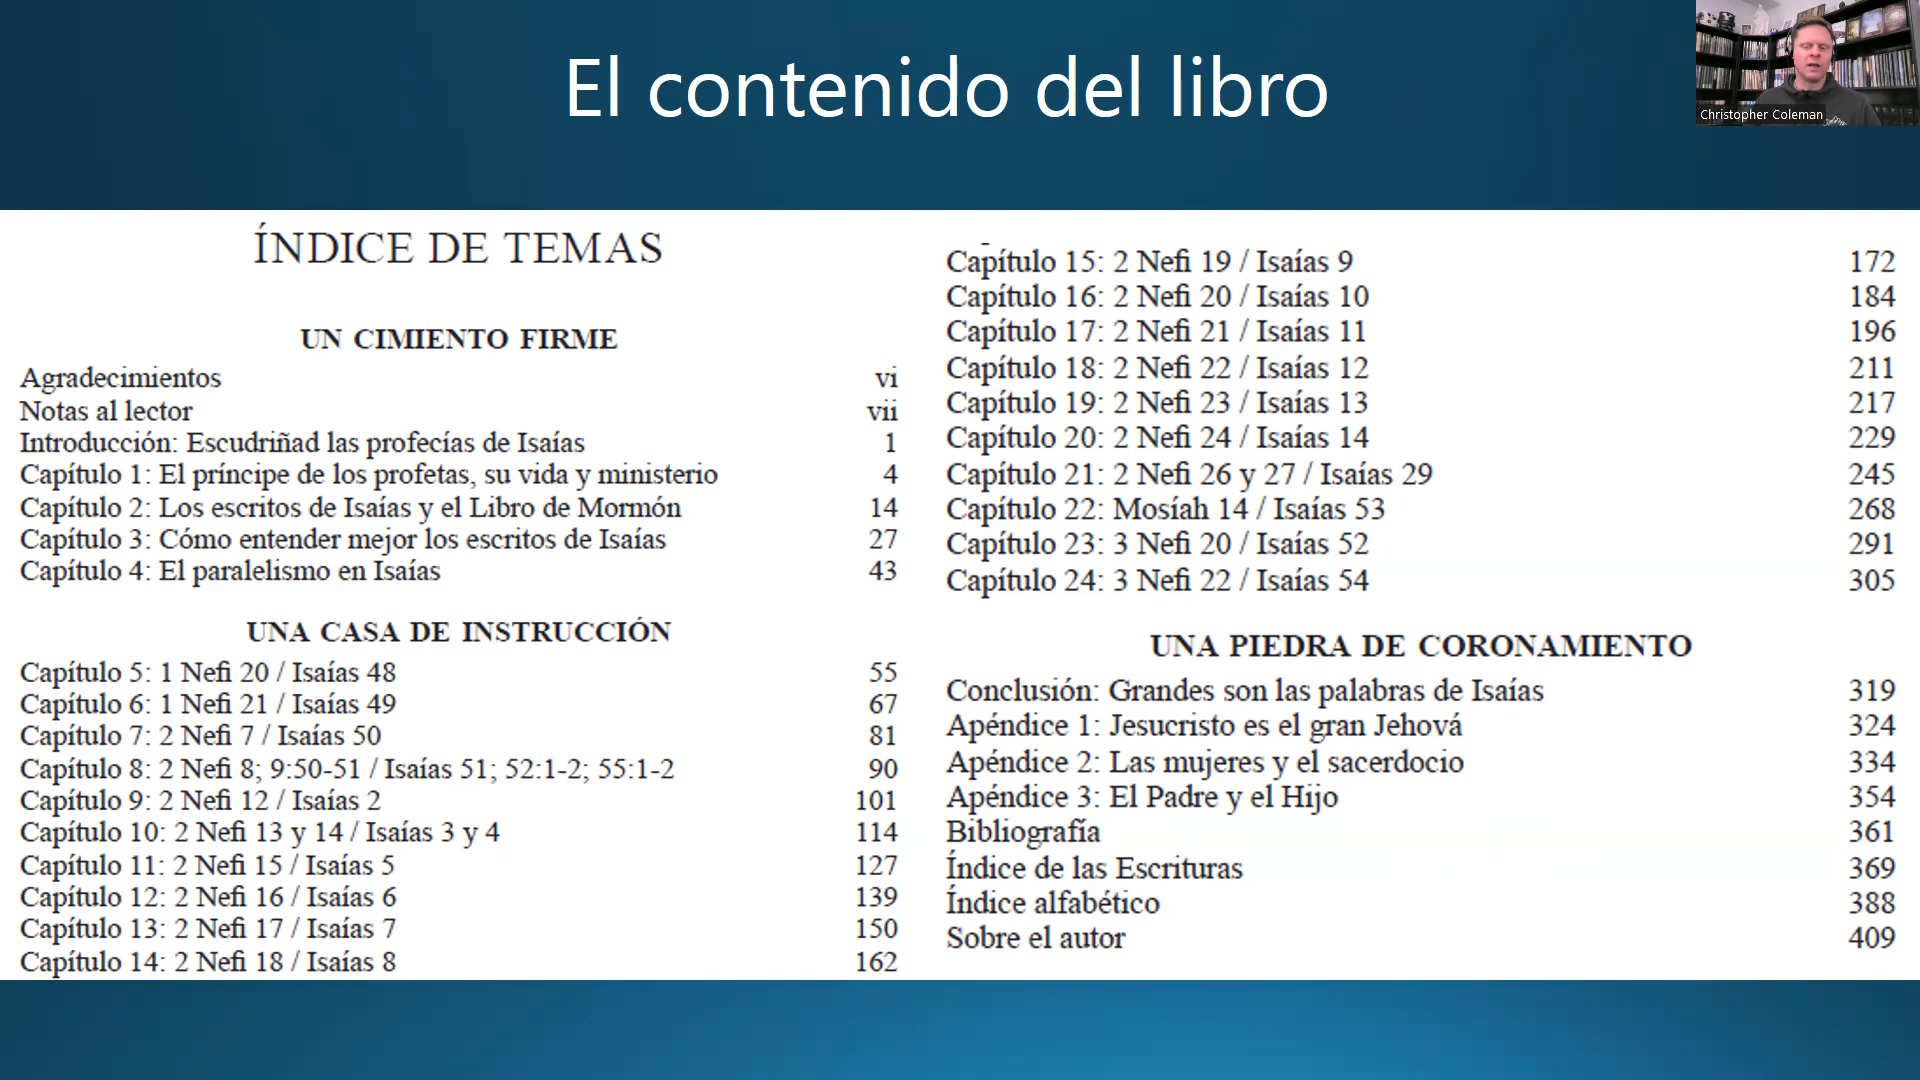 El contenido del libro
Christopher Coleman
ÍNDICE DE TEMAS
UN CIMIENTO FIRME
Agradecimientos vi
Notas al lector vii
Introducción: Escudriñad las profecías de Isaías 1
Capítulo 1: El príncipe de los profetas, su vida y ministerio 4
Capítulo 2: Los escritos de Isaías y el Libro de Mormón 14
Capítulo 3: Cómo entender mejor los escritos de Isaías 27
Capítulo 4: El paralelismo en Isaías 43
UNA CASA DE INSTRUCCIÓN
Capítulo 5: 1 Nefi 20 / Isaías 48 55
Capítulo 6: 1 Nefi 21 / Isaías 49 67
Capítulo 7: 2 Nefi 7 / Isaías 50 81
Capítulo 8: 2 Nefi 8; 9:50-51 / Isaías 51; 52:1-2; 55:1-2 90
Capítulo 9: 2 Nefi 12 / Isaías 2 101
Capítulo 10: 2 Nefi 13 y 14 / Isaías 3 y 4 114
Capítulo 11: 2 Nefi 15 / Isaías 5 127
Capítulo 12: 2 Nefi 16 / Isaías 6 139
Capítulo 13: 2 Nefi 17 / Isaías 7 150
Capítulo 14: 2 Nefi 18 / Isaías 8 162
Capítulo 15: 2 Nefi 19 / Isaías 9 172
Capítulo 16: 2 Nefi 20 / Isaías 10 184
Capítulo 17: 2 Nefi 21 / Isaías 11 196
Capítulo 18: 2 Nefi 22 / Isaías 12 211
Capítulo 19: 2 Nefi 23 / Isaías 13 217
Capítulo 20: 2 Nefi 24 / Isaías 14 229
Capítulo 21: 2 Nefi 26 y 27 / Isaías 29 245
Capítulo 22: Mosíah 14 / Isaías 53 268
Capítulo 23: 3 Nefi 20 / Isaías 52 291
Capítulo 24: 3 Nefi 22 / Isaías 54 305
UNA PIEDRA DE CORONAMIENTO
Conclusión: Grandes son las palabras de Isaías 319
Apéndice 1: Jesucristo es el gran Jehová 324
Apéndice 2: Las mujeres y el sacerdocio 334
Apéndice 3: El Padre y el Hijo 354
Bibliografía 361
Índice de las Escrituras 369
Índice alfabético 388
Sobre el autor 409